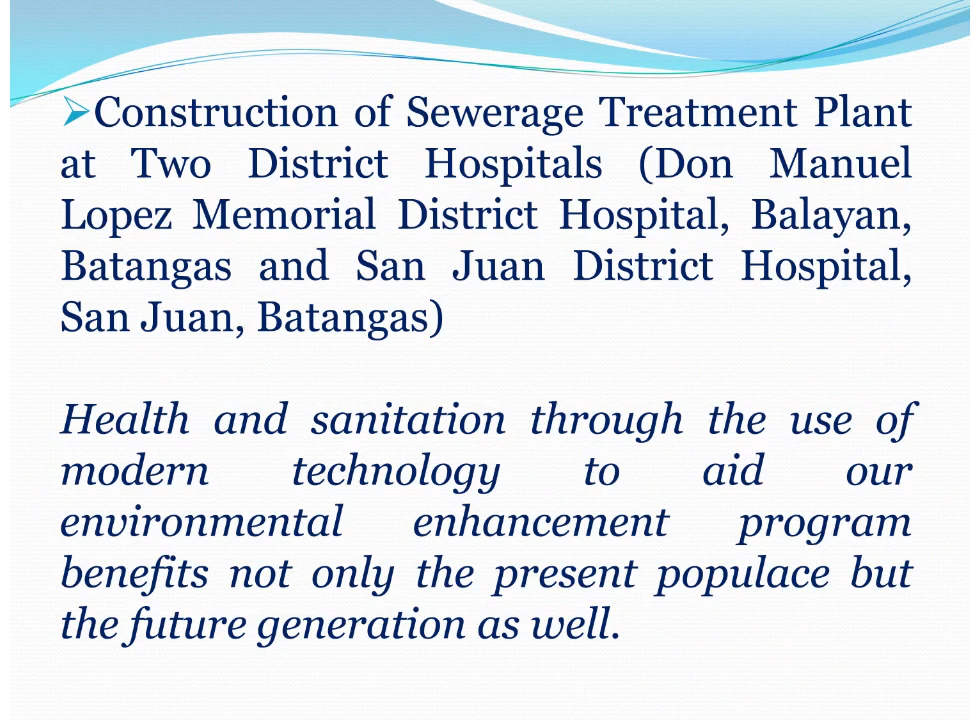 ➢Construction of Sewerage Treatment Plant
at Two District Hospitals (Don Manuel
Lopez Memorial District Hospital, Balayan,
Batangas and San Juan District Hospital,
San Juan, Batangas)
Health and sanitation through the use of
modern technology to aid our
environmental enhancement program
benefits not only the present populace but
the future generation as well.